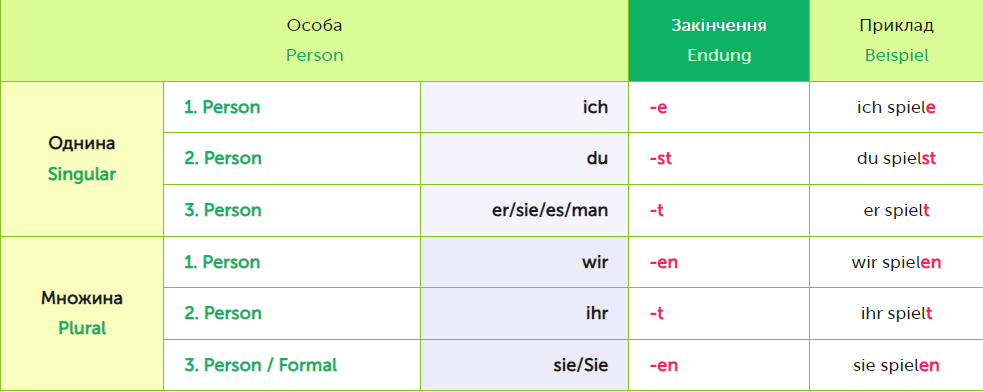 Особа
Person
Закінчення
Endung
Приклад
Beispiel
Однина
Singular
1. Person ich -e ich spiele
2. Person du -st du spielst
3. Person er/sie/es/man -t er spielt
Множина
Plural
1. Person wir -en wir spielen
2. Person ihr -t ihr spielt
3. Person / Formal sie/Sie -en sie spielen